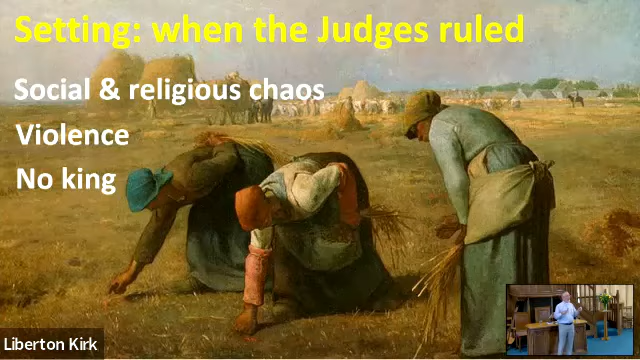 Setting: when the Judges ruled
Social & religious chaos
Violence
No king
Liberton Kirk